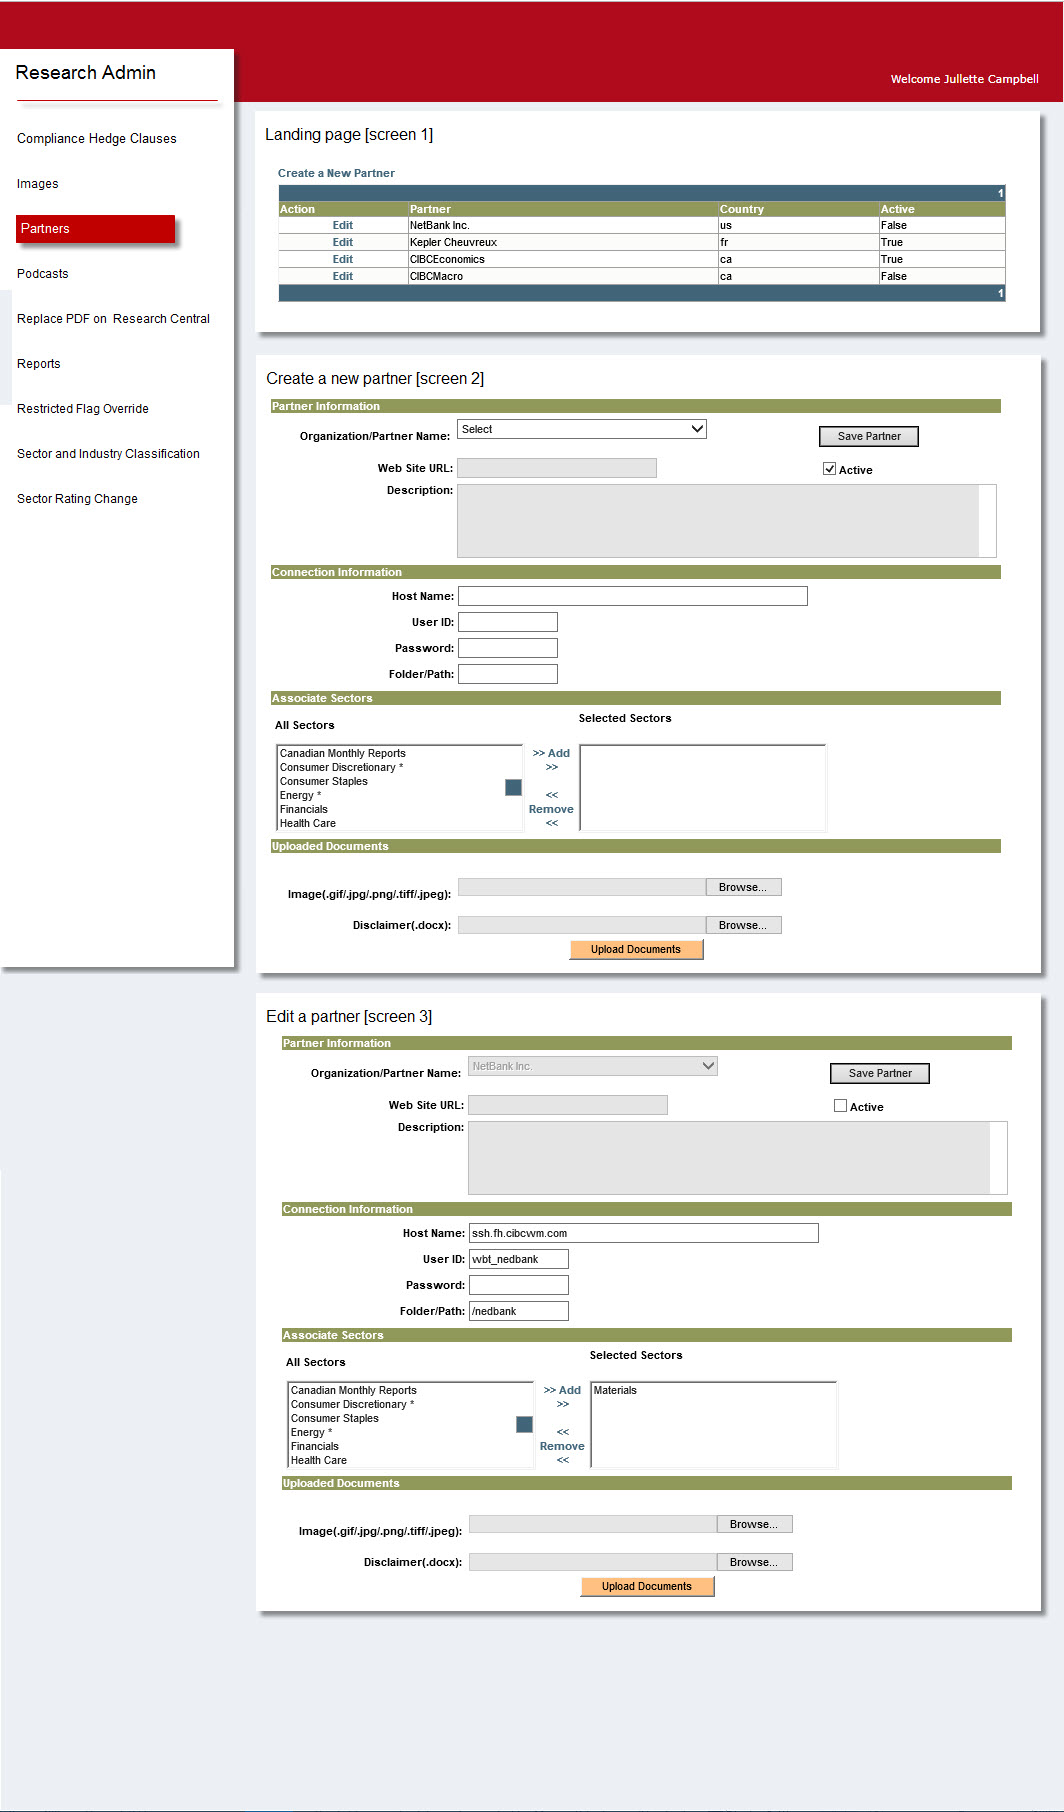 Welcome Jullette Campbell
Research Admin
Compliance Hedge Clauses
Images
Partners
Podcasts
Replace PDF on Research Central
Reports
Restricted Flag Override
Sector and Industry Classification
Sector Rating Change
Landing page [screen 1]
Create a New Partner
1
Action Partner Country Active
Edit NetBank Inc. us False
Edit Kepler Cheuvreux fr True
Edit CIBCEconomics ca True
Edit CIBCMacro ca False
1
Create a new partner [screen 2]
Partner Information
Organization/Partner Name: Select Save Partner
Web Site URL: Active
Description:
Connection Information
Host Name:
User ID:
Password:
Folder/Path:
Associate Sectors
All Sectors Selected Sectors
Canadian Monthly Reports >> Add
Consumer Discretionary * >>
Consumer Staples
Energy * <<
Financials Remove
Health Care <<
Uploaded Documents
Image(.gif/.jpg/.png/.tiff/.jpeg): Browse...
Disclaimer(.docx): Browse...
Upload Documents
Edit a partner [screen 3]
Partner Information
Organization/Partner Name: NetBank Inc. Save Partner
Web Site URL: Active
Description:
Connection Information
Host Name: ssh.fh.cibcwm.com
User ID: wbt_nedbank
Password:
Folder/Path: /nedbank
Associate Sectors
All Sectors Selected Sectors
Canadian Monthly Reports >> Add Materials
Consumer Discretionary * >>
Consumer Staples
Energy * <<
Financials Remove
Health Care <<
Uploaded Documents
Image(.gif/.jpg/.png/.tiff/.jpeg): Browse...
Disclaimer(.docx): Browse...
Upload Documents